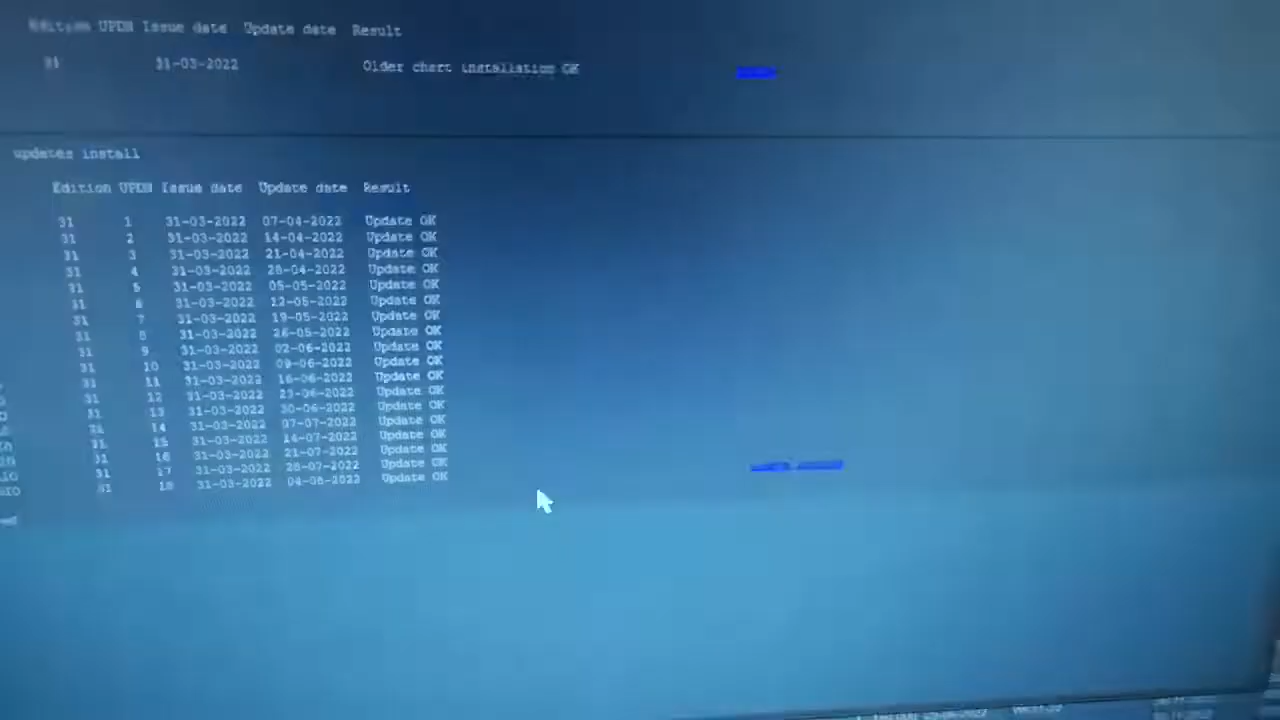 Edition UPDN Issue date Update date Result
31 31-03-2022 Older chart installation OK
updates install
Edition UPDN Issue date Update date Result
31 1 31-03-2022 07-04-2022 Update OK
31 2 31-03-2022 14-04-2022 Update OK
31 3 31-03-2022 21-04-2022 Update OK
31 4 31-03-2022 28-04-2022 Update OK
31 5 31-03-2022 05-05-2022 Update OK
31 6 31-03-2022 12-05-2022 Update OK
31 7 31-03-2022 19-05-2022 Update OK
31 8 31-03-2022 26-05-2022 Update OK
31 9 31-03-2022 02-06-2022 Update OK
31 10 31-03-2022 09-06-2022 Update OK
31 11 31-03-2022 16-06-2022 Update OK
31 12 31-03-2022 23-06-2022 Update OK
31 13 31-03-2022 30-06-2022 Update OK
31 14 31-03-2022 07-07-2022 Update OK
31 15 31-03-2022 14-07-2022 Update OK
31 16 31-03-2022 21-07-2022 Update OK
31 17 31-03-2022 28-07-2022 Update OK
31 18 31-03-2022 04-08-2022 Update OK